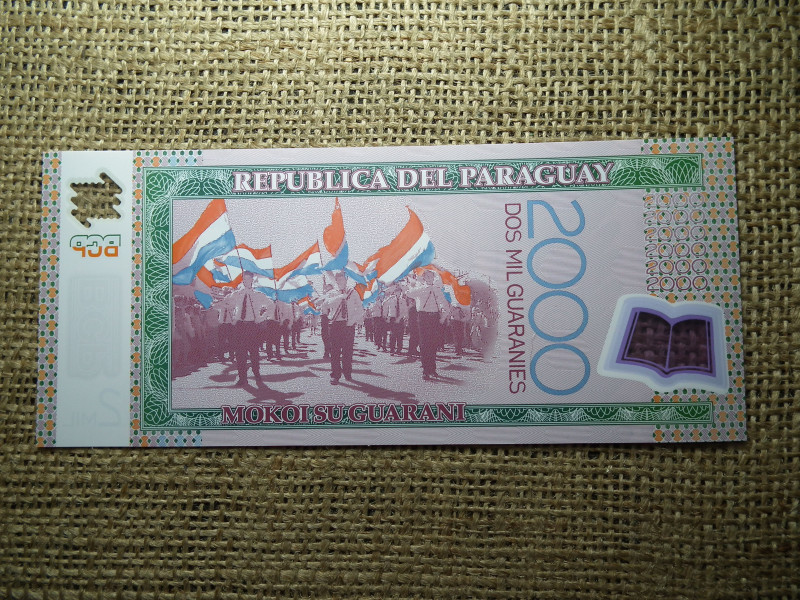 REPUBLICA DEL PARAGUAY
2000
DOS MIL GUARANIES
MOKOI SU GUARANI
BCP